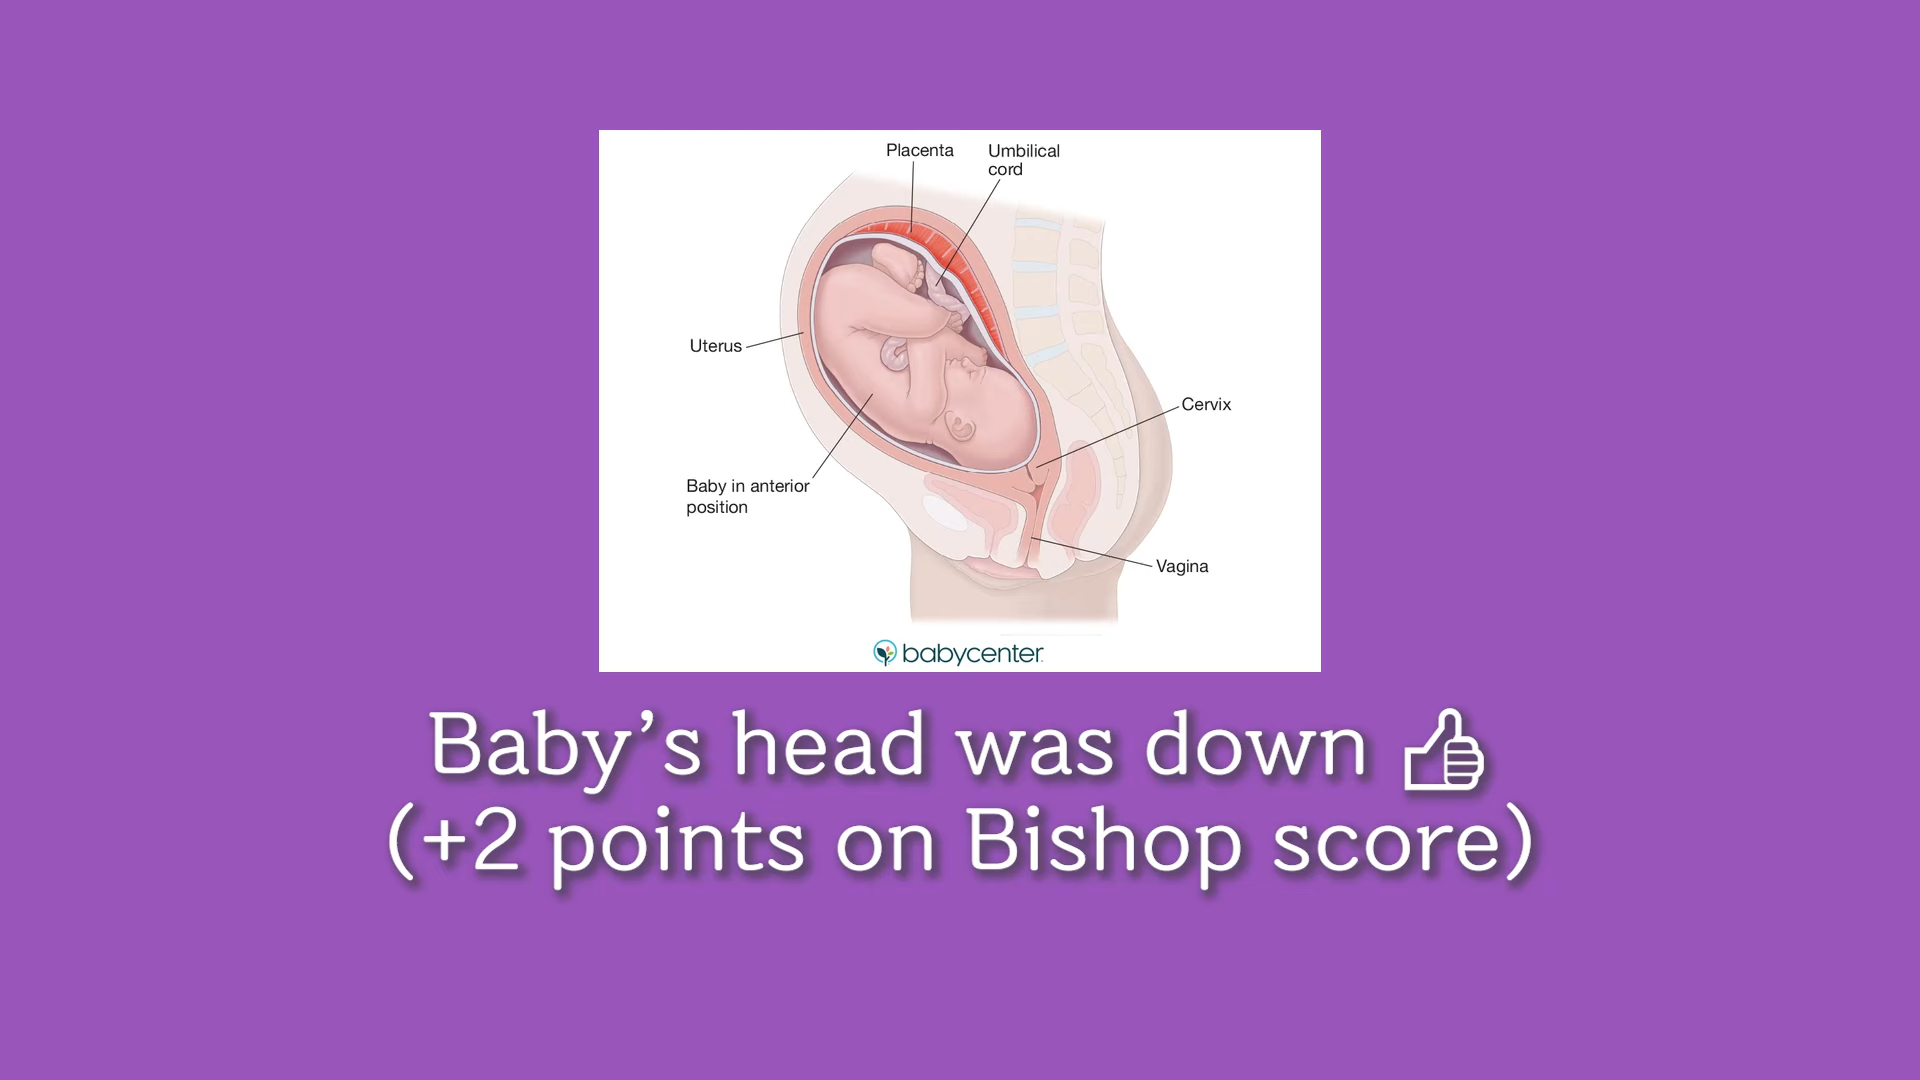 Placenta
Umbilical
cord
Uterus
Cervix
Baby in anterior
position
Vagina
babycenter
Baby’s head was down 👍
(+2 points on Bishop score)